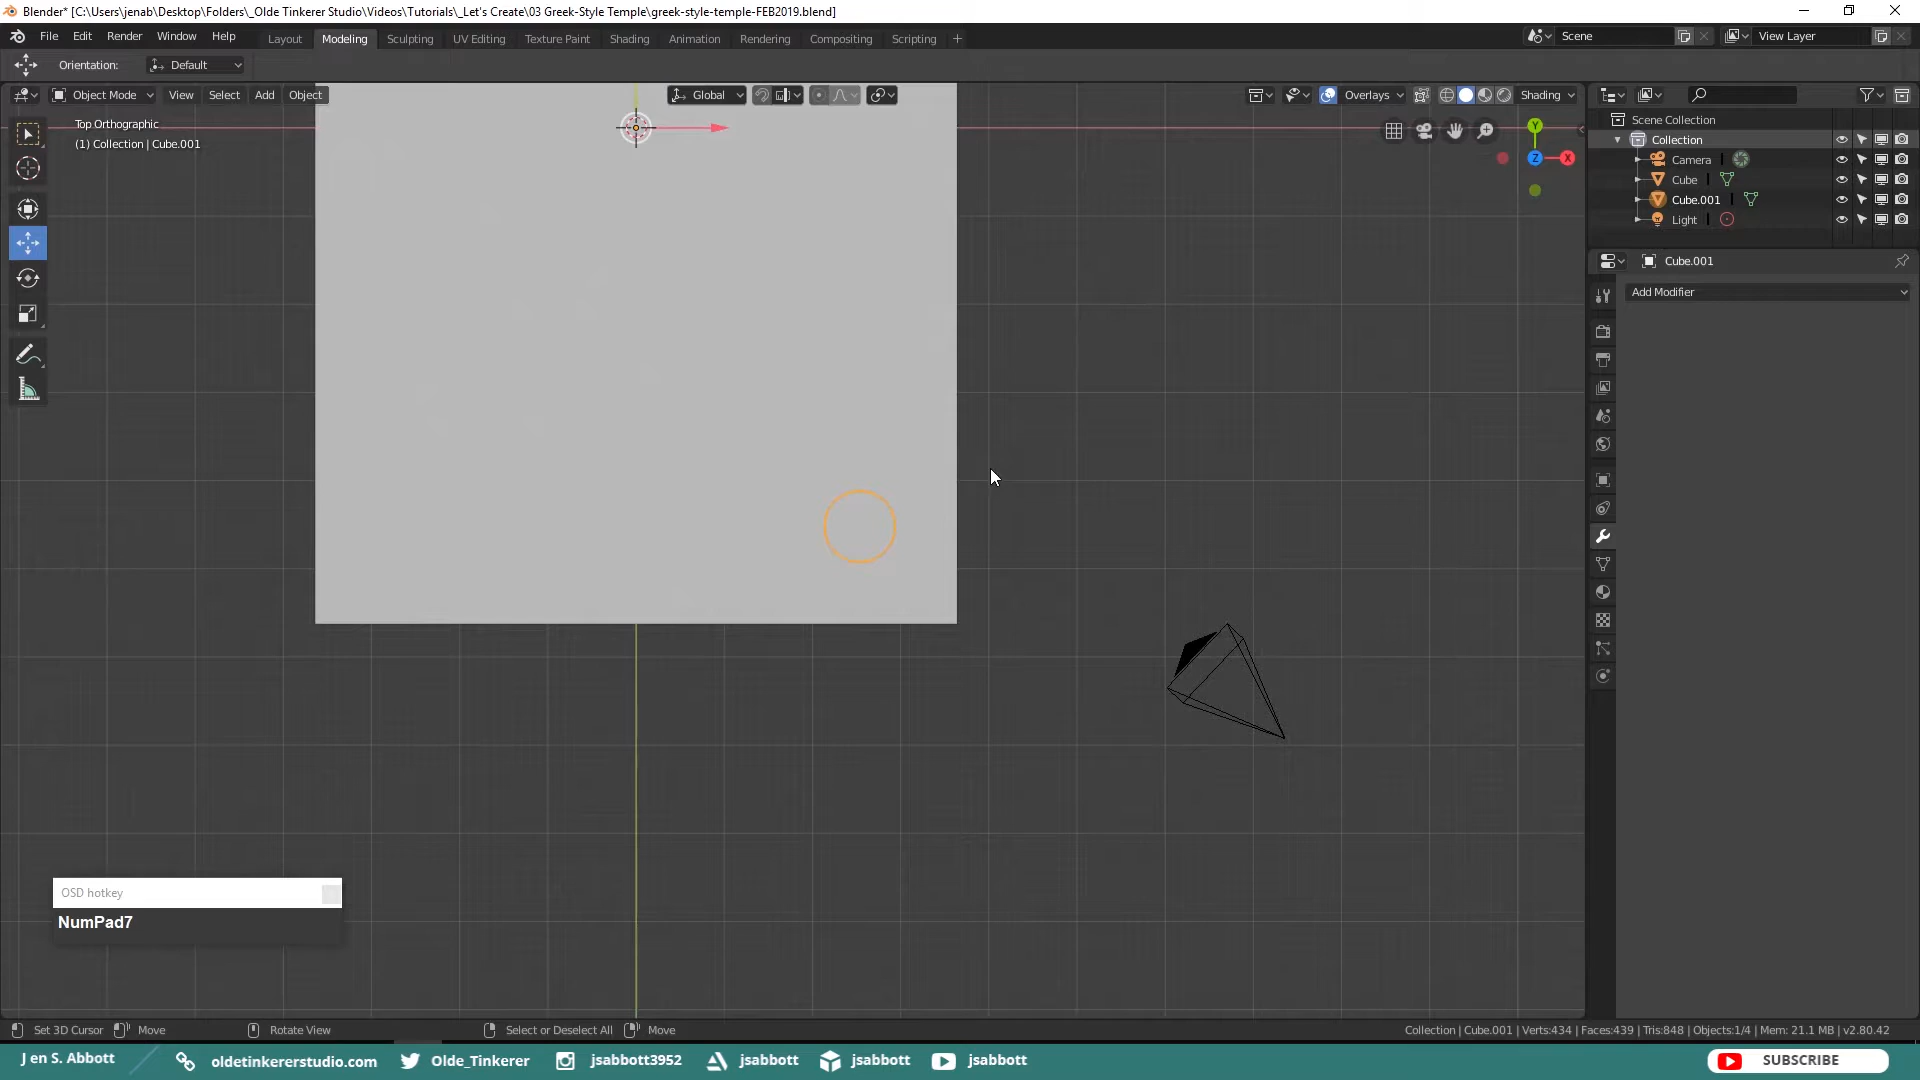 Blender* [C:\Users\jenab\Desktop\Folders\_Olde Tinkerer Studio\Videos\Tutorials\_Let's Create\03 Greek-Style Temple\greek-style-temple-FEB2019.blend]
File Edit Render Window Help Layout Modeling Sculpting UV Editing Texture Paint Shading Animation Rendering Compositing Scripting + Scene View Layer
Orientation: Default
Object Mode View Select Add Object Global Overlays Shading
Top Orthographic
(1) Collection | Cube.001
Y
Z
X
Scene Collection
Collection
Camera
Cube
Cube.001
Light
Cube.001
Add Modifier
OSD hotkey
NumPad7
Set 3D Cursor Move Rotate View Select or Deselect All Move Collection | Cube.001 | Verts:434 | Faces:439 | Tris:848 | Objects:1/4 | Mem: 21.1 MB | v2.80.42
J en S. Abbott oldetinkererstudio.com Olde_Tinkerer jsabbott3952 jsabbott jsabbott jsabbott SUBSCRIBE